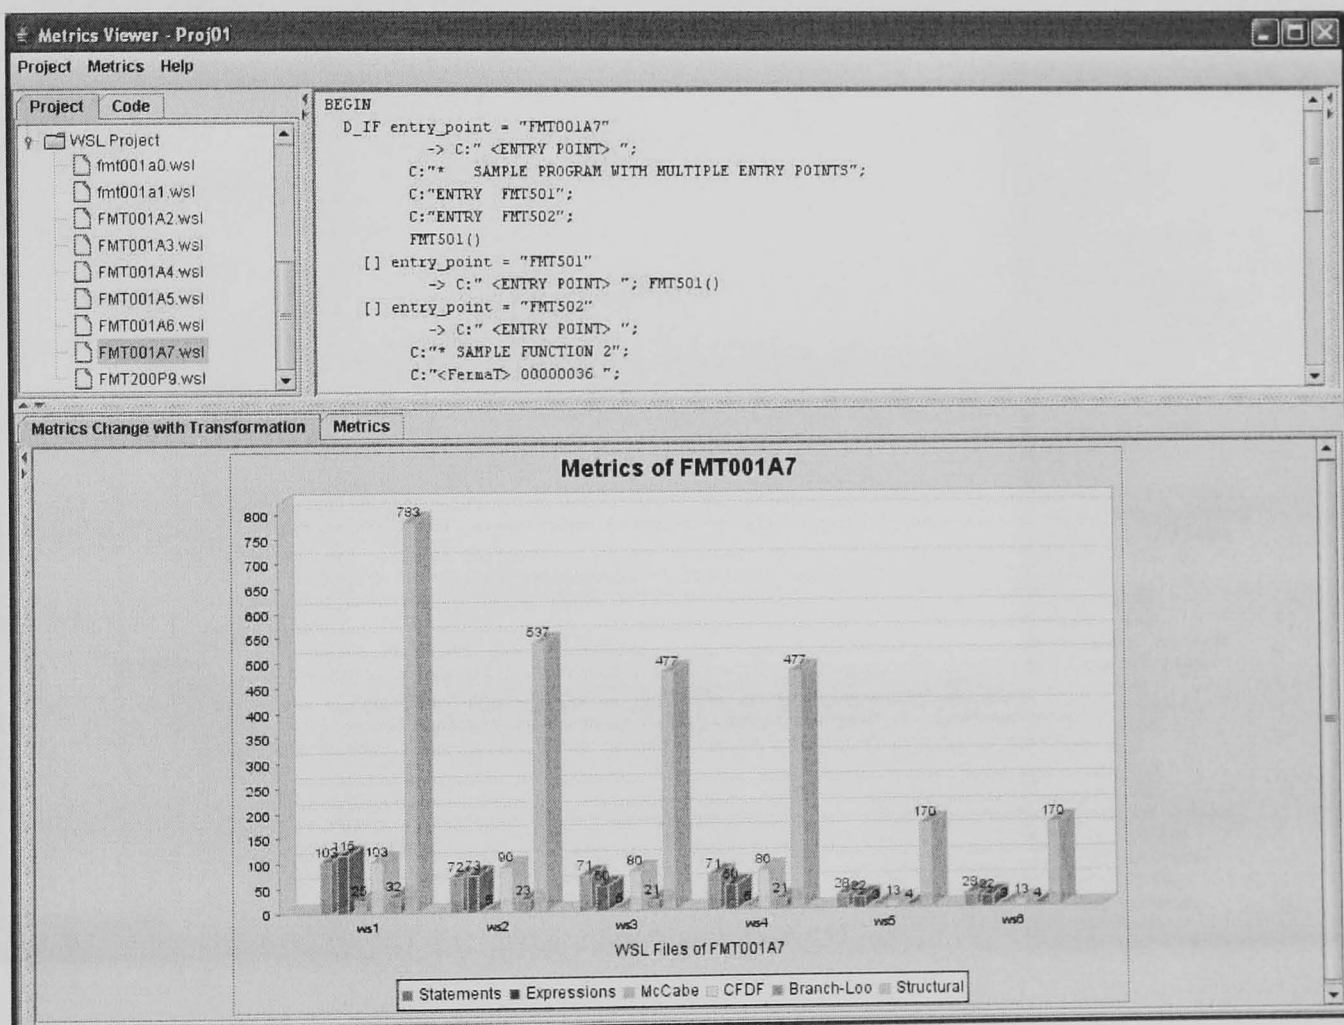 Metrics Viewer - Proj01
Project Metrics Help
Project Code
WSL Project
fmt001a0.wsl
fmt001a1.wsl
FMT001A2.wsl
FMT001A3.wsl
FMT001A4.wsl
FMT001A5.wsl
FMT001A6.wsl
FMT001A7.wsl
FMT200P9.wsl
BEGIN
D_IF entry_point = "FMT001A7"
-> C:" <ENTRY POINT> ";
C:"* SAMPLE PROGRAM WITH MULTIPLE ENTRY POINTS";
C:"ENTRY FMT501";
C:"ENTRY FMT502";
FMT501()
[] entry_point = "FMT501"
-> C:" <ENTRY POINT> "; FMT501()
[] entry_point = "FMT502"
-> C:" <ENTRY POINT> ";
C:"* SAMPLE FUNCTION 2";
C:"<FermaT> 00000036 ";
Metrics Change with Transformation Metrics
Metrics of FMT001A7
800
750
700
650
600
550
500
450
400
350
300
250
200
150
100
50
0
103 115 25 103 32 783
72 73 90 23 537
71 50 80 21 477
71 50 80 21 477
22 13 4 170
22 13 4 170
ws1 ws2 ws3 ws4 ws5 ws6
WSL Files of FMT001A7
Statements Expressions McCabe CFDF Branch-Loo Structural